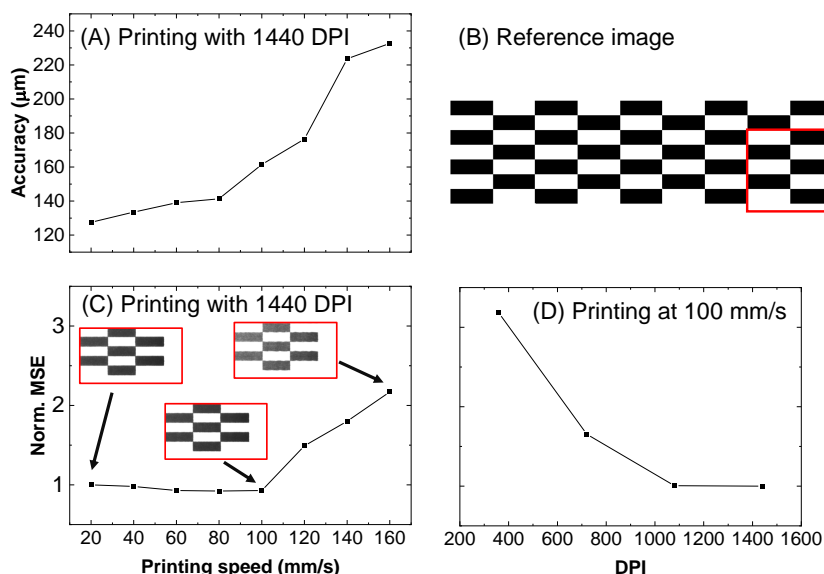 (A) Printing with 1440 DPI
Accuracy (µm)
240
220
200
180
160
140
120
(B) Reference image
(C) Printing with 1440 DPI
Norm. MSE
3
2
1
20 40 60 80 100 120 140 160
Printing speed (mm/s)
(D) Printing at 100 mm/s
200 400 600 800 1000 1200 1400 1600
DPI